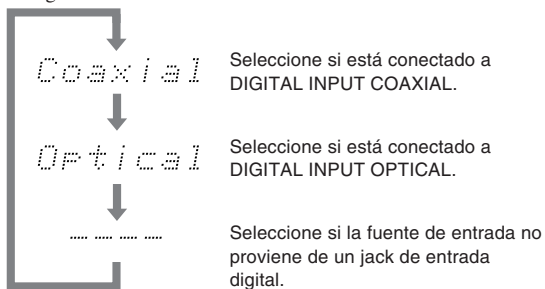 Coaxial
Seleccione si está conectado a
DIGITAL INPUT COAXIAL.
Optical
Seleccione si está conectado a
DIGITAL INPUT OPTICAL.
---- ---- ---- ----
Seleccione si la fuente de entrada no
proviene de un jack de entrada
digital.